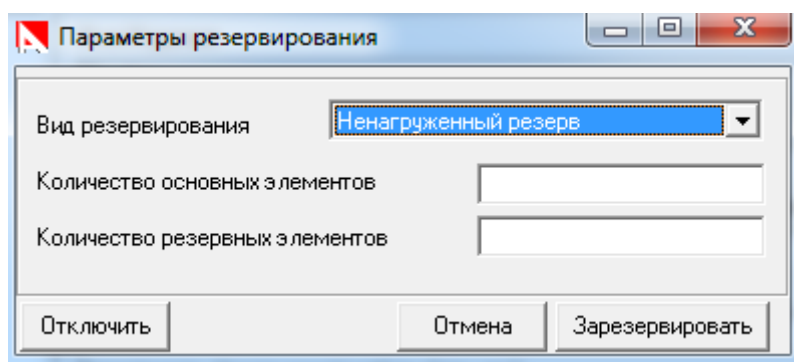 Параметры резервирования
Вид резервирования Ненагруженный резерв
Количество основных элементов
Количество резервных элементов
Отключить Отмена Зарезервировать